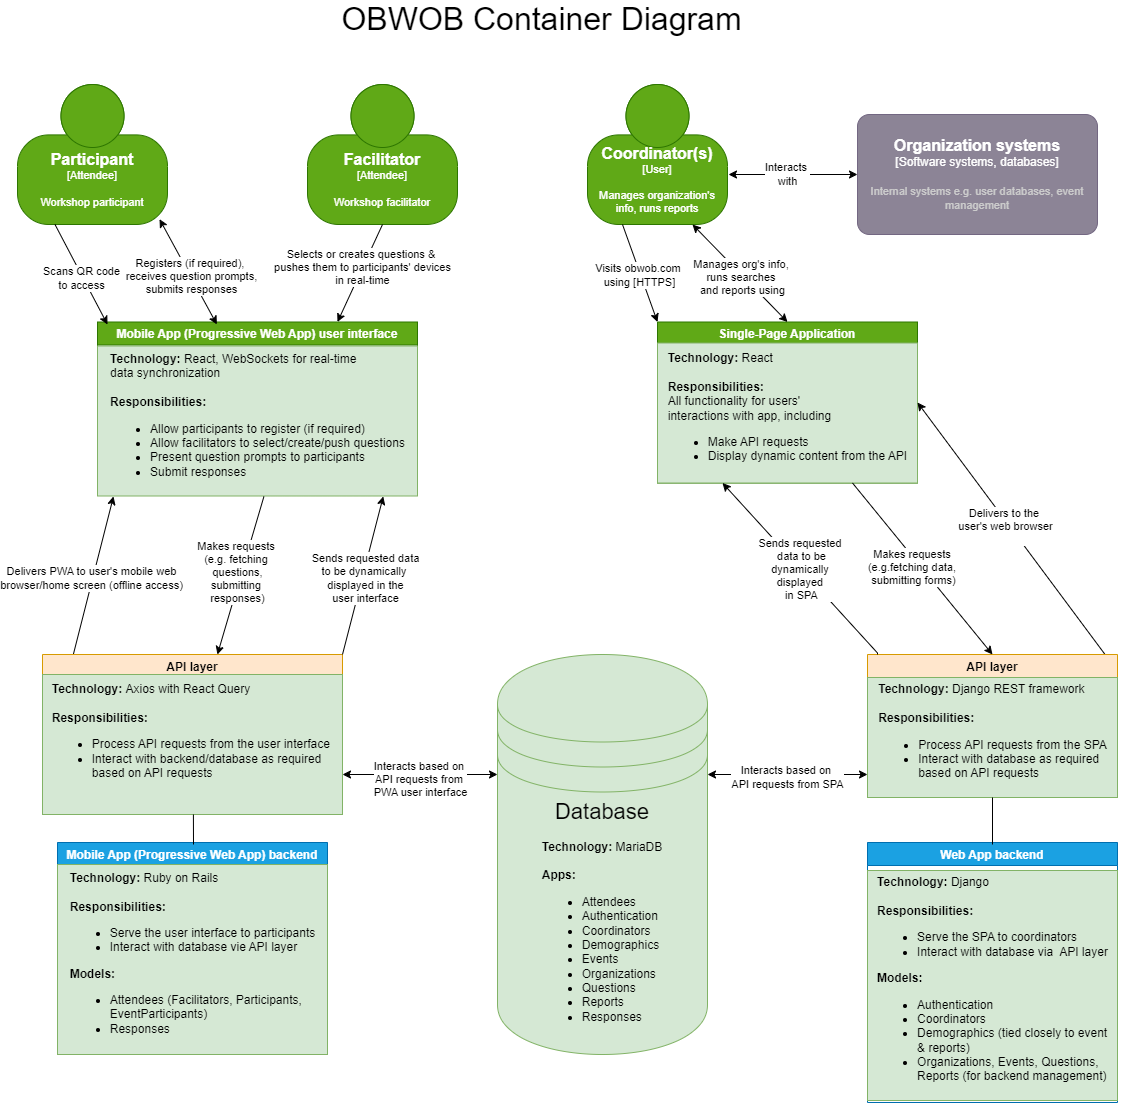 OBWOB Container Diagram
Participant
[Attendee]
Workshop participant
Facilitator
[Attendee]
Workshop facilitator
Coordinator(s)
[User]
Manages organization's
info, runs reports
Interacts
with
Organization systems
[Software systems, databases]
Internal systems e.g. user databases, event
management
Scans QR code
to access
Registers (if required),
receives question prompts,
submits responses
Selects or creates questions &
pushes them to participants' devices
in real-time
Visits obwob.com
using [HTTPS]
Manages org's info,
runs searches
and reports using
Mobile App (Progressive Web App) user interface
Technology: React, WebSockets for real-time
data synchronization
Responsibilities:
• Allow participants to register (if required)
• Allow facilitators to select/create/push questions
• Present question prompts to participants
• Submit responses
Single-Page Application
Technology: React
Responsibilities:
All functionality for users'
interactions with app, including
• Make API requests
• Display dynamic content from the API
Delivers PWA to user's mobile web
browser/home screen (offline access)
Makes requests
(e.g. fetching
questions,
submitting
responses)
Sends requested data
to be dynamically
displayed in the
user interface
Sends requested
data to be
dynamically
displayed
in SPA
Makes requests
(e.g.fetching data,
submitting forms)
Delivers to the
user's web browser
API layer
Technology: Axios with React Query
Responsibilities:
• Process API requests from the user interface
• Interact with backend/database as required
based on API requests
Interacts based on
API requests from
PWA user interface
Database
Technology: MariaDB
Apps:
• Attendees
• Authentication
• Coordinators
• Demographics
• Events
• Organizations
• Questions
• Reports
• Responses
Interacts based on
API requests from SPA
API layer
Technology: Django REST framework
Responsibilities:
• Process API requests from the SPA
• Interact with database as required
based on API requests
Mobile App (Progressive Web App) backend
Technology: Ruby on Rails
Responsibilities:
• Serve the user interface to participants
• Interact with database vie API layer
Models:
• Attendees (Facilitators, Participants,
EventParticipants)
• Responses
Web App backend
Technology: Django
Responsibilities:
• Serve the SPA to coordinators
• Interact with database via  API layer
Models:
• Authentication
• Coordinators
• Demographics (tied closely to event
& reports)
• Organizations, Events, Questions,
Reports (for backend management)